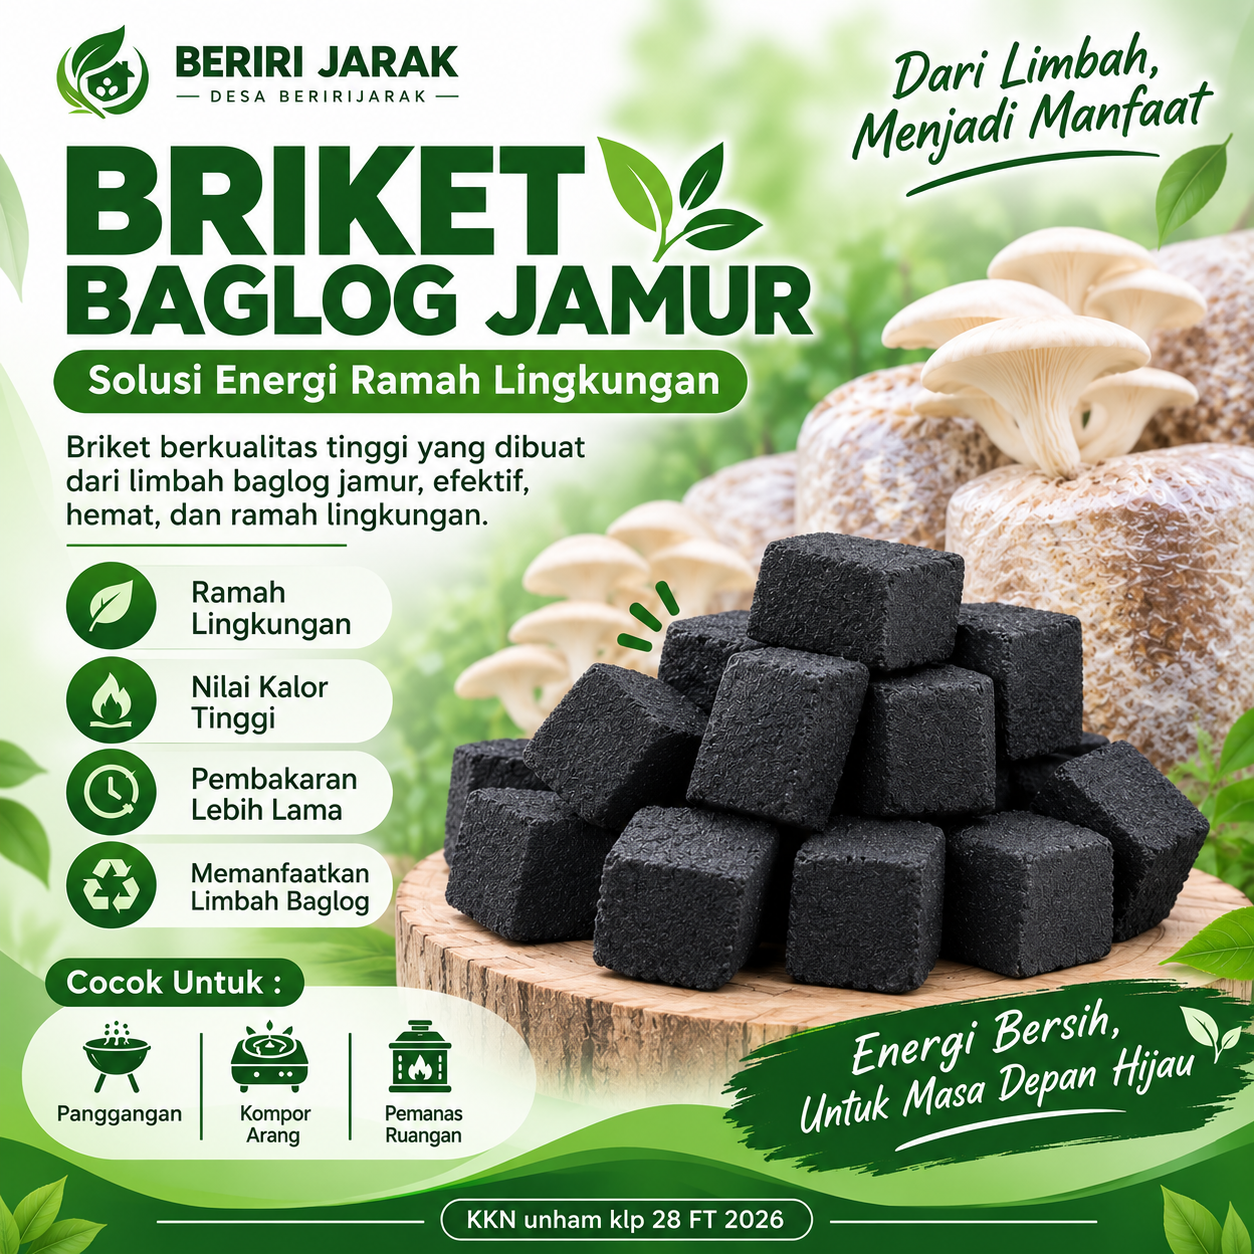 BERIRI JARAK
DESA BERIRIJARAK
Dari Limbah,
Menjadi Manfaat
BRIKET
BAGLOG JAMUR
Solusi Energi Ramah Lingkungan
Briket berkualitas tinggi yang dibuat
dari limbah baglog jamur, efektif,
hemat, dan ramah lingkungan.
Ramah
Lingkungan
Nilai Kalor
Tinggi
Pembakaran
Lebih Lama
Memanfaatkan
Limbah Baglog
Cocok Untuk :
Panggangan
Kompor
Arang
Pemanas
Ruangan
Energi Bersih,
Untuk Masa Depan Hijau
KKN unham klp 28 FT 2026